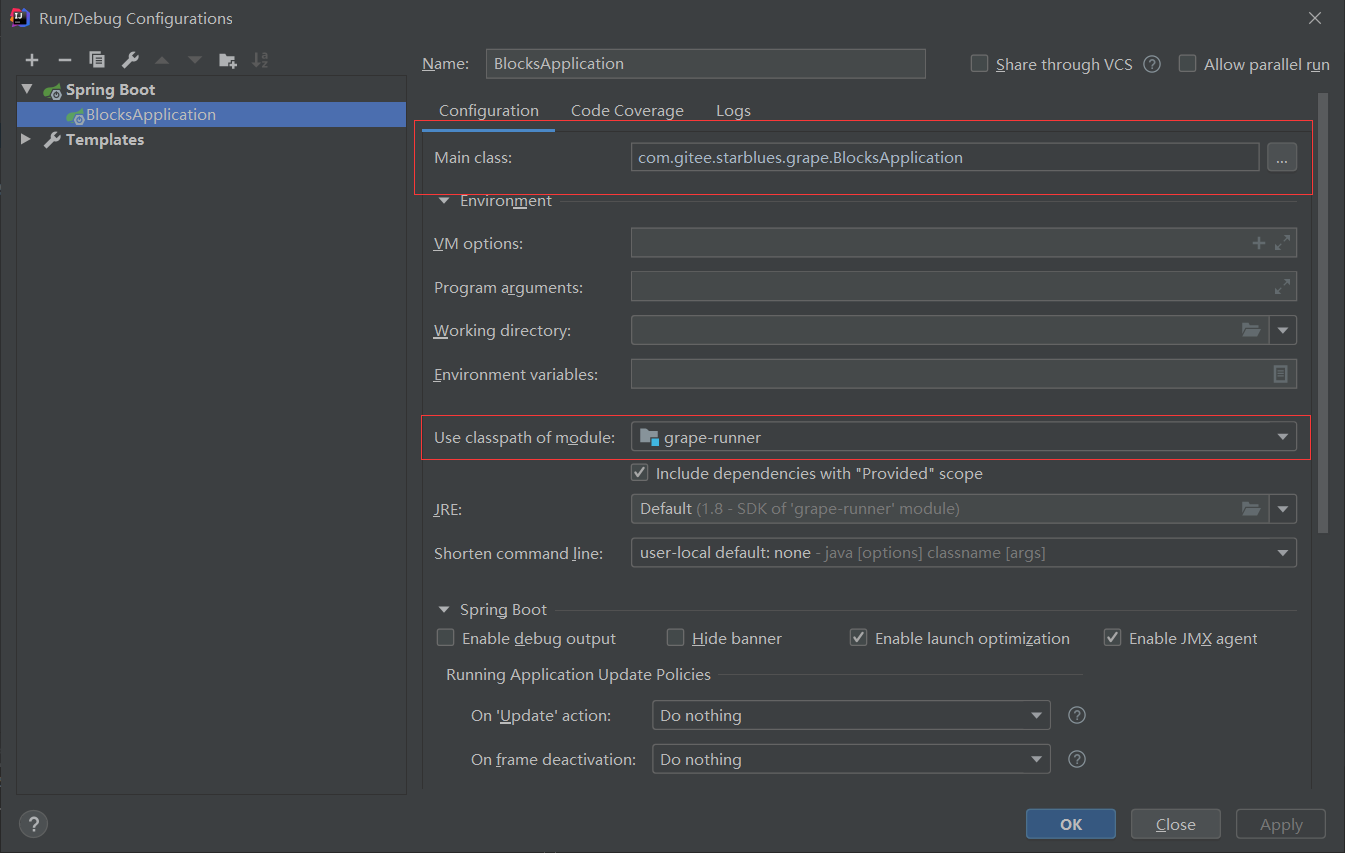 Run/Debug Configurations
Name: BlocksApplication
Share through VCS ?
Allow parallel run
Spring Boot
BlocksApplication
Templates
Configuration Code Coverage Logs
Main class: com.gitee.starblues.grape.BlocksApplication ...
Environment
VM options:
Program arguments:
Working directory:
Environment variables:
Use classpath of module: grape-runner
Include dependencies with "Provided" scope
JRE: Default (1.8 - SDK of 'grape-runner' module)
Shorten command line: user-local default: none - java [options] classname [args]
Spring Boot
Enable debug output Hide banner Enable launch optimization Enable JMX agent
Running Application Update Policies
On 'Update' action: Do nothing ?
On frame deactivation: Do nothing ?
? OK Close Apply